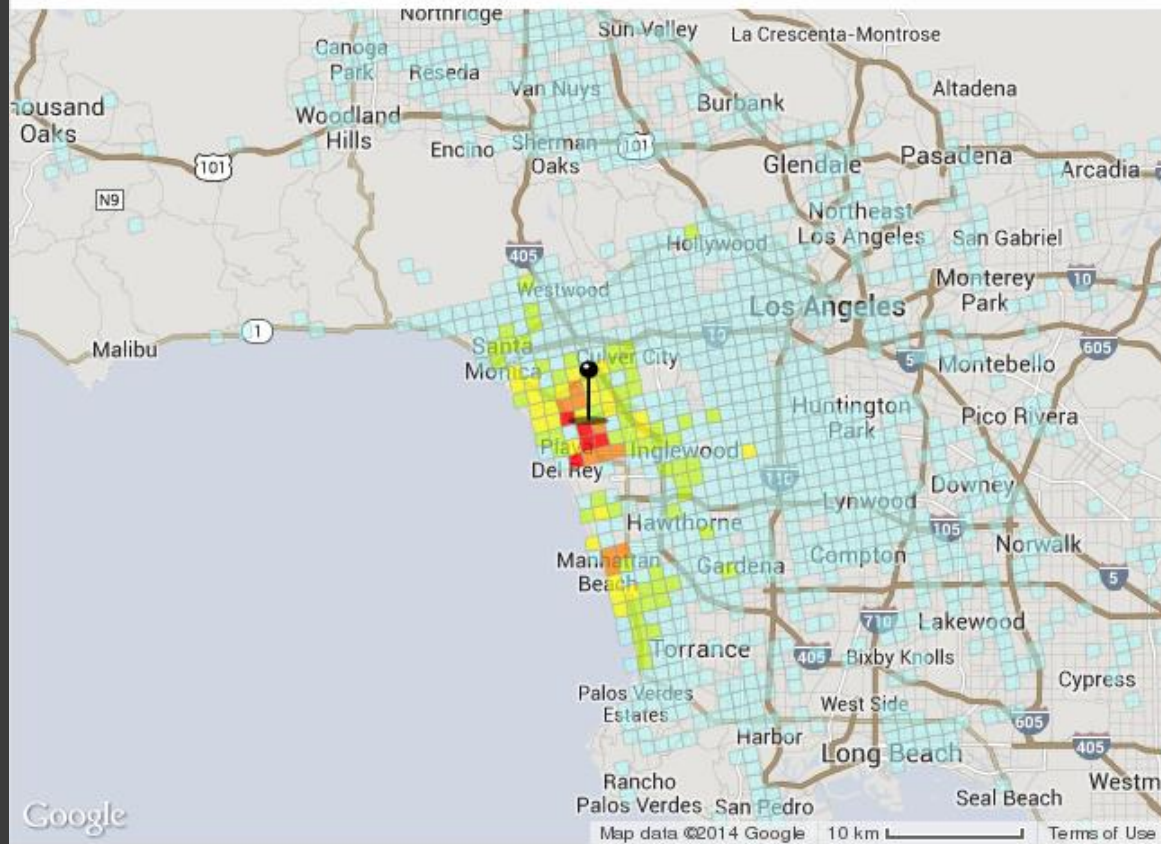 Northridge
Sun Valley
La Crescenta-Montrose
Canoga
Park
Reseda
Van Nuys
Burbank
Altadena
housand
Oaks
Woodland
Hills
101
N9
Encino
Sherman
Oaks
101
Glendale
Pasadena
Arcadia
Northeast
Los Angeles
San Gabriel
Hollywood
405
Westwood
Monterey
Park
10
Los Angeles
1
Malibu
Santa
Monica
Culver City
10
5
605
Montebello
Huntington
Park
Pico Rivera
Playa
Del Rey
Inglewood
110
Lynwood
Downey
Hawthorne
105
Norwalk
Manhattan
Beach
Gardena
Compton
5
710
Lakewood
Torrance
405
Bixby Knolls
Cypress
Palos Verdes
Estates
West Side
605
Harbor
Long Beach
405
Westm
Rancho
Palos Verdes
San Pedro
Seal Beach
Google
Map data ©2014 Google
10 km
Terms of Use